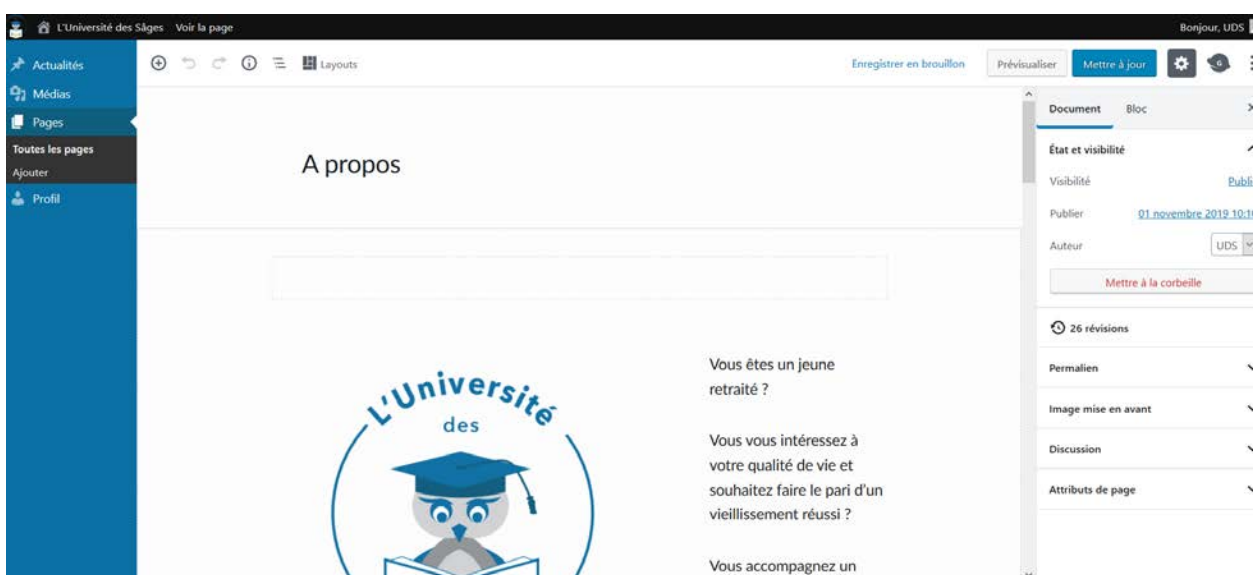 L'Université des Sâges Voir la page Bonjour, UDS
Actualités
Médias
Pages
Toutes les pages
Ajouter
Profil
Layouts Enregistrer en brouillon Prévisualiser Mettre à jour
A propos
L'Université
des
Vous êtes un jeune
retraité ?
Vous vous intéressez à
votre qualité de vie et
souhaitez faire le pari d'un
vieillissement réussi ?
Vous accompagnez un
Document Bloc
État et visibilité
Visibilité Publi
Publier 01 novembre 2019 10:1
Auteur UDS
Mettre à la corbeille
26 révisions
Permalien
Image mise en avant
Discussion
Attributs de page